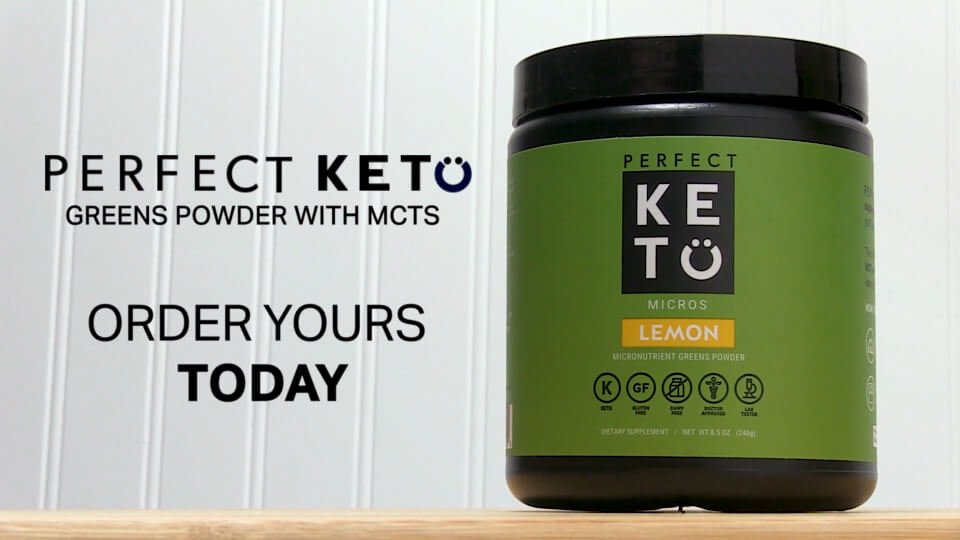 PERFECT KETO
GREENS POWDER WITH MCTS
ORDER YOURS
TODAY
PERFECT
KE
TO
MICROS
LEMON
MICRONUTRIENT GREENS POWDER
K GF
KETO GLUTEN FREE DAIRY FREE DOCTOR APPROVED LAB TESTED
DIETARY SUPPLEMENT / NET WT 8.5 OZ. (240g)